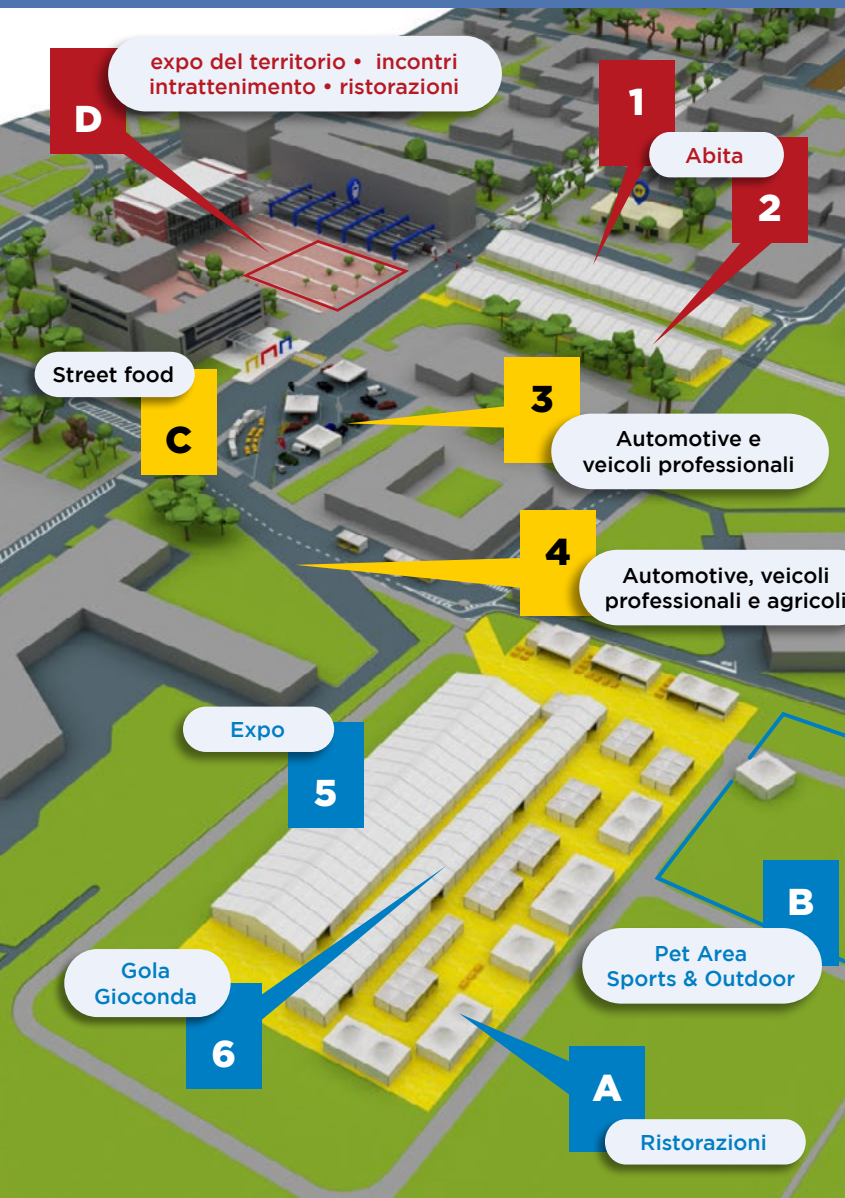 expo del territorio • incontri
intrattenimento • ristorazioni
D
1
Abita
2
Street food
C
3
Automotive e
veicoli professionali
4
Automotive, veicoli
professionali e agricoli
Expo
5
B
Pet Area
Sports & Outdoor
Gola
Gioconda
6
A
Ristorazioni